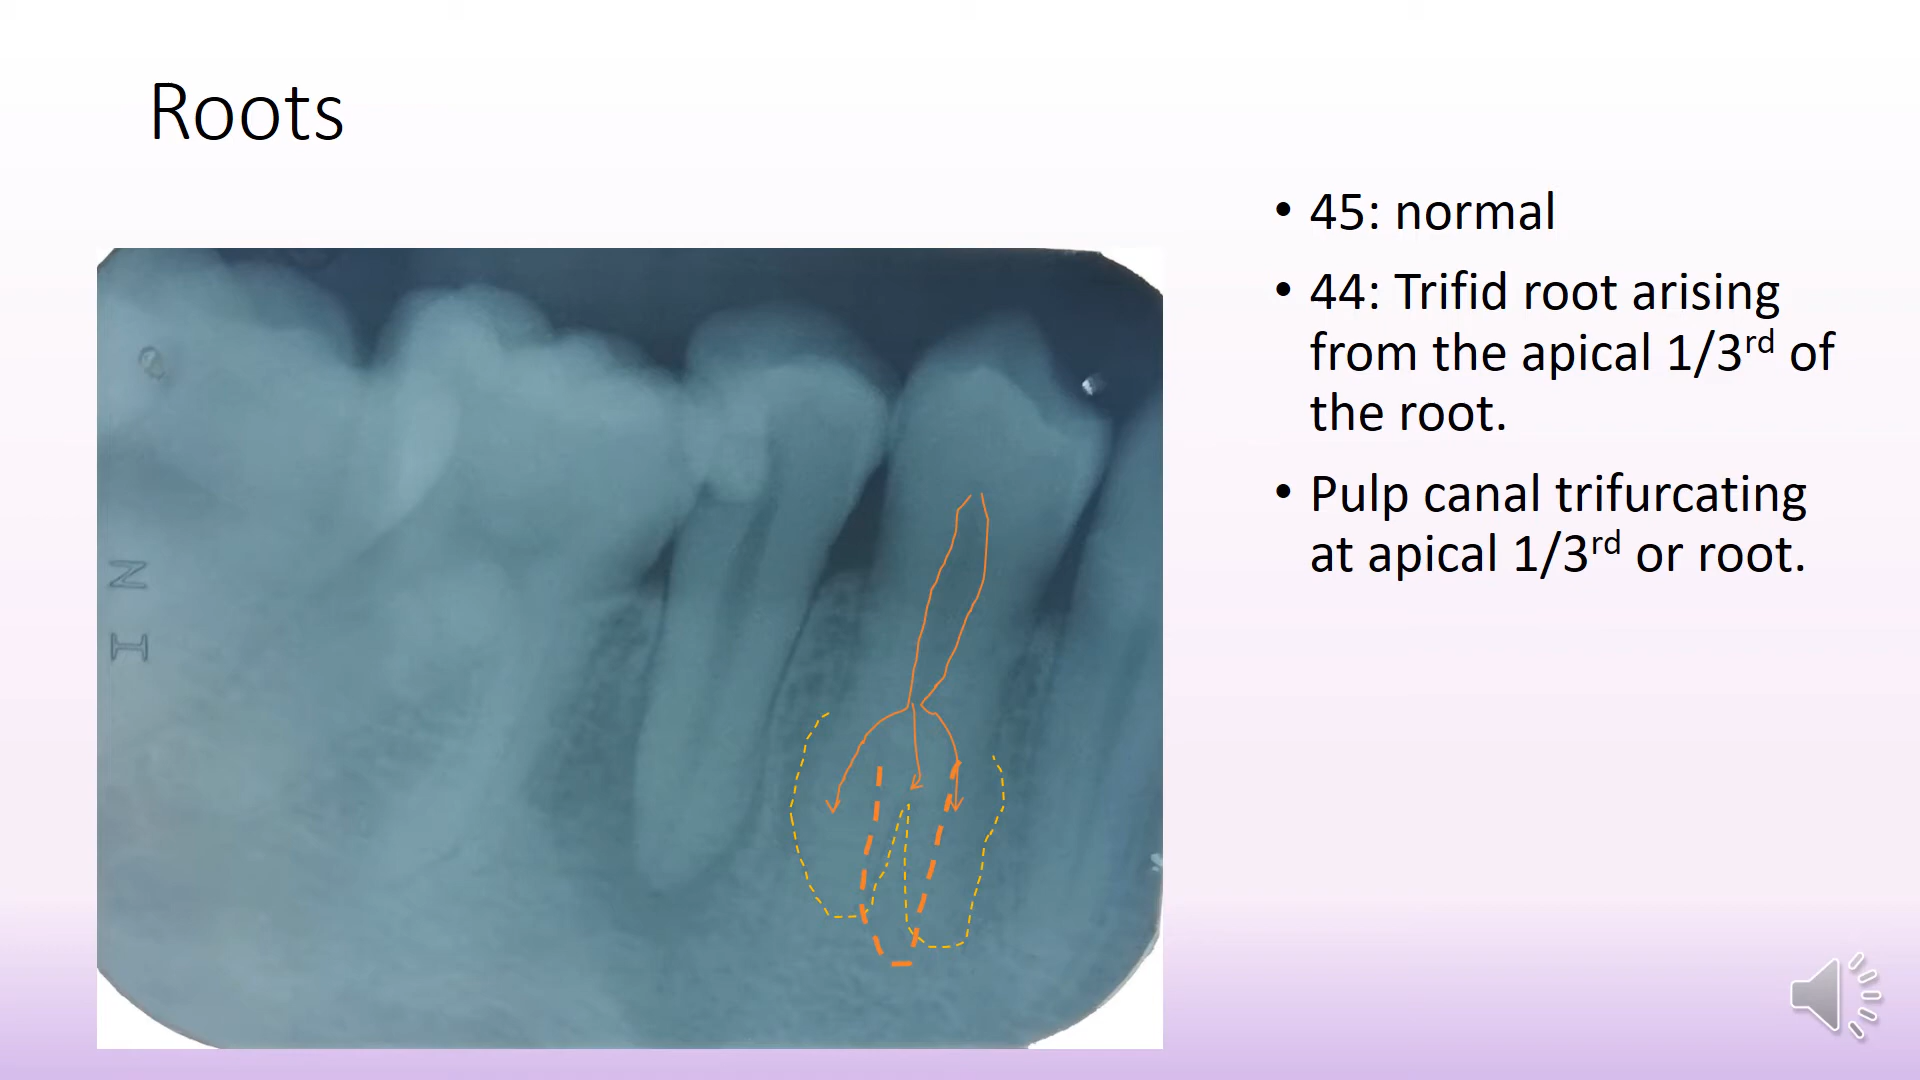 Roots
• 45: normal
• 44: Trifid root arising
from the apical 1/3rd of
the root.
• Pulp canal trifurcating
at apical 1/3rd or root.
N
I